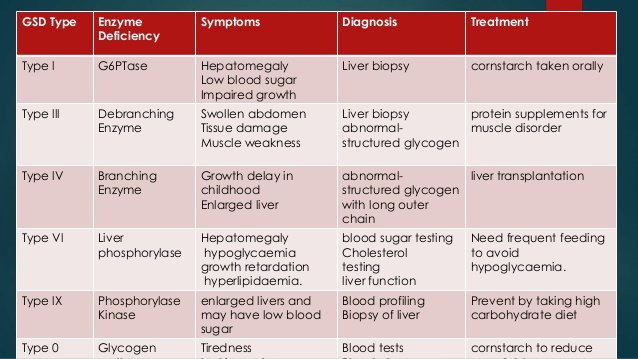 GSD Type
Enzyme
Deficiency
Symptoms
Diagnosis
Treatment
Type I
G6PTase
Hepatomegaly
Low blood sugar
Impaired growth
Liver biopsy
cornstarch taken orally
Type III
Debranching
Enzyme
Swollen abdomen
Tissue damage
Muscle weakness
Liver biopsy
abnormal-
structured glycogen
protein supplements for
muscle disorder
Type IV
Branching
Enzyme
Growth delay in
childhood
Enlarged liver
abnormal-
structured glycogen
with long outer
chain
liver transplantation
Type VI
Liver
phosphorylase
Hepatomegaly
hypoglycaemia
growth retardation
hyperlipidaemia.
blood sugar testing
Cholesterol
testing
liver function
Need frequent feeding
to avoid
hypoglycaemia.
Type IX
Phosphorylase
Kinase
enlarged livers and
may have low blood
sugar
Blood profiling
Biopsy of liver
Prevent by taking high
carbohydrate diet
Type 0
Glycogen
Tiredness
Blood tests
cornstarch to reduce